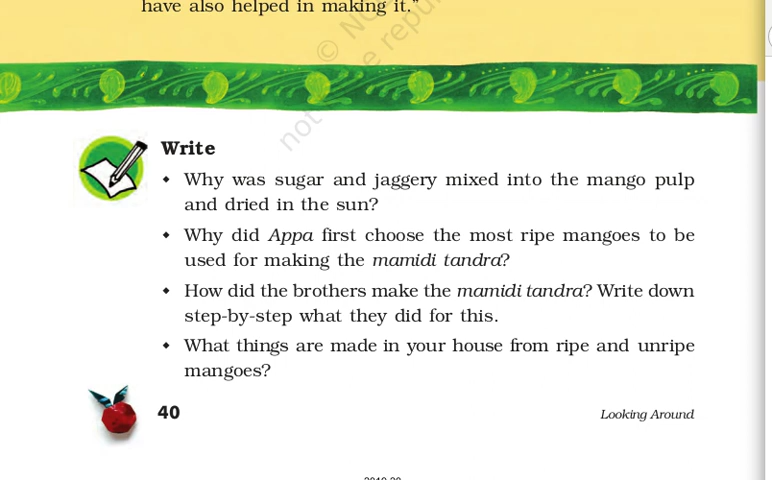 have also helped in making it."
Write
♦ Why was sugar and jaggery mixed into the mango pulp
and dried in the sun?
♦ Why did Appa first choose the most ripe mangoes to be
used for making the mamidi tandra?
♦ How did the brothers make the mamidi tandra? Write down
step-by-step what they did for this.
♦ What things are made in your house from ripe and unripe
mangoes?
40
Looking Around